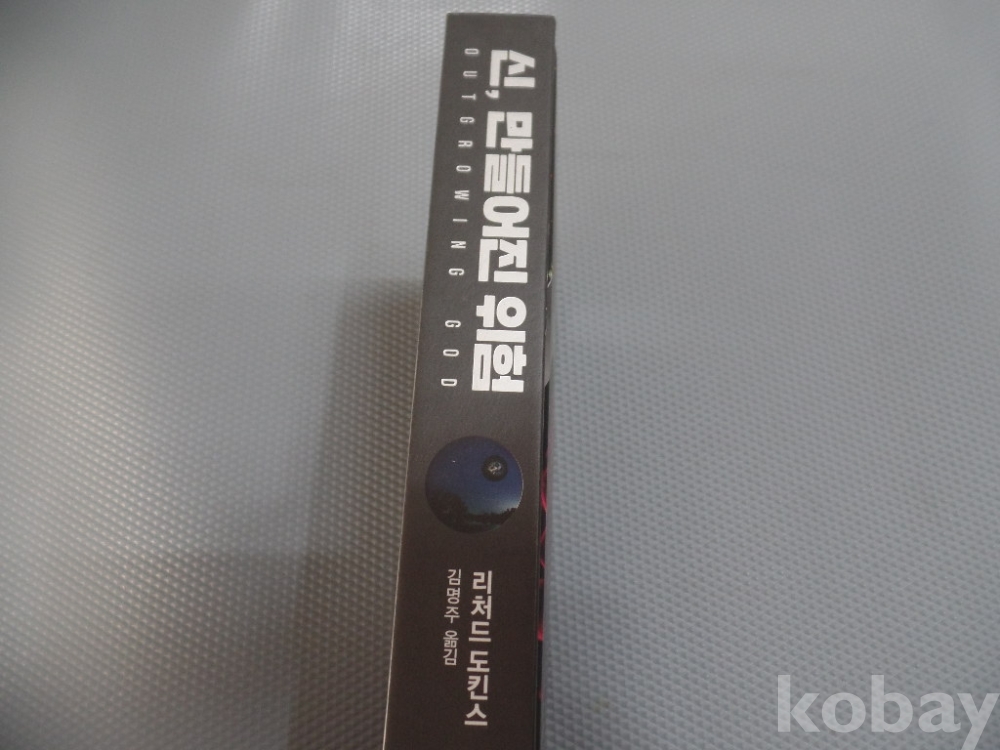 신, 만들어진 위험
OUTGROWING GOD
리처드 도킨스
김명주 옮김
kobay